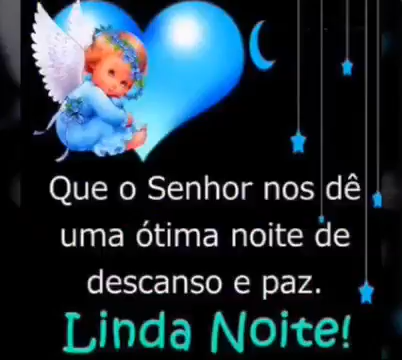 Que o Senhor nos dê
uma ótima noite de
descanso e paz.
Linda Noite!